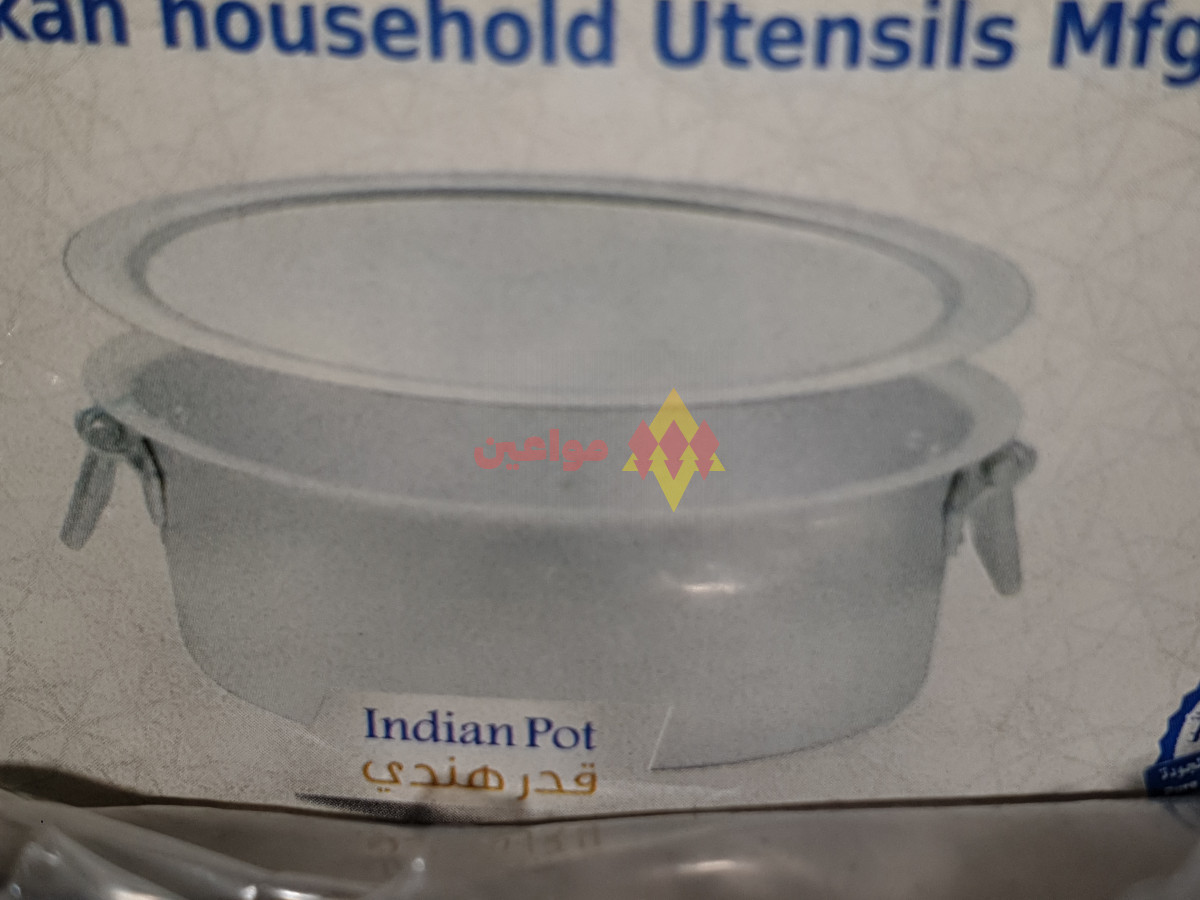 kan household Utensils Mfg
مواعين
Indian Pot
قدر هندي